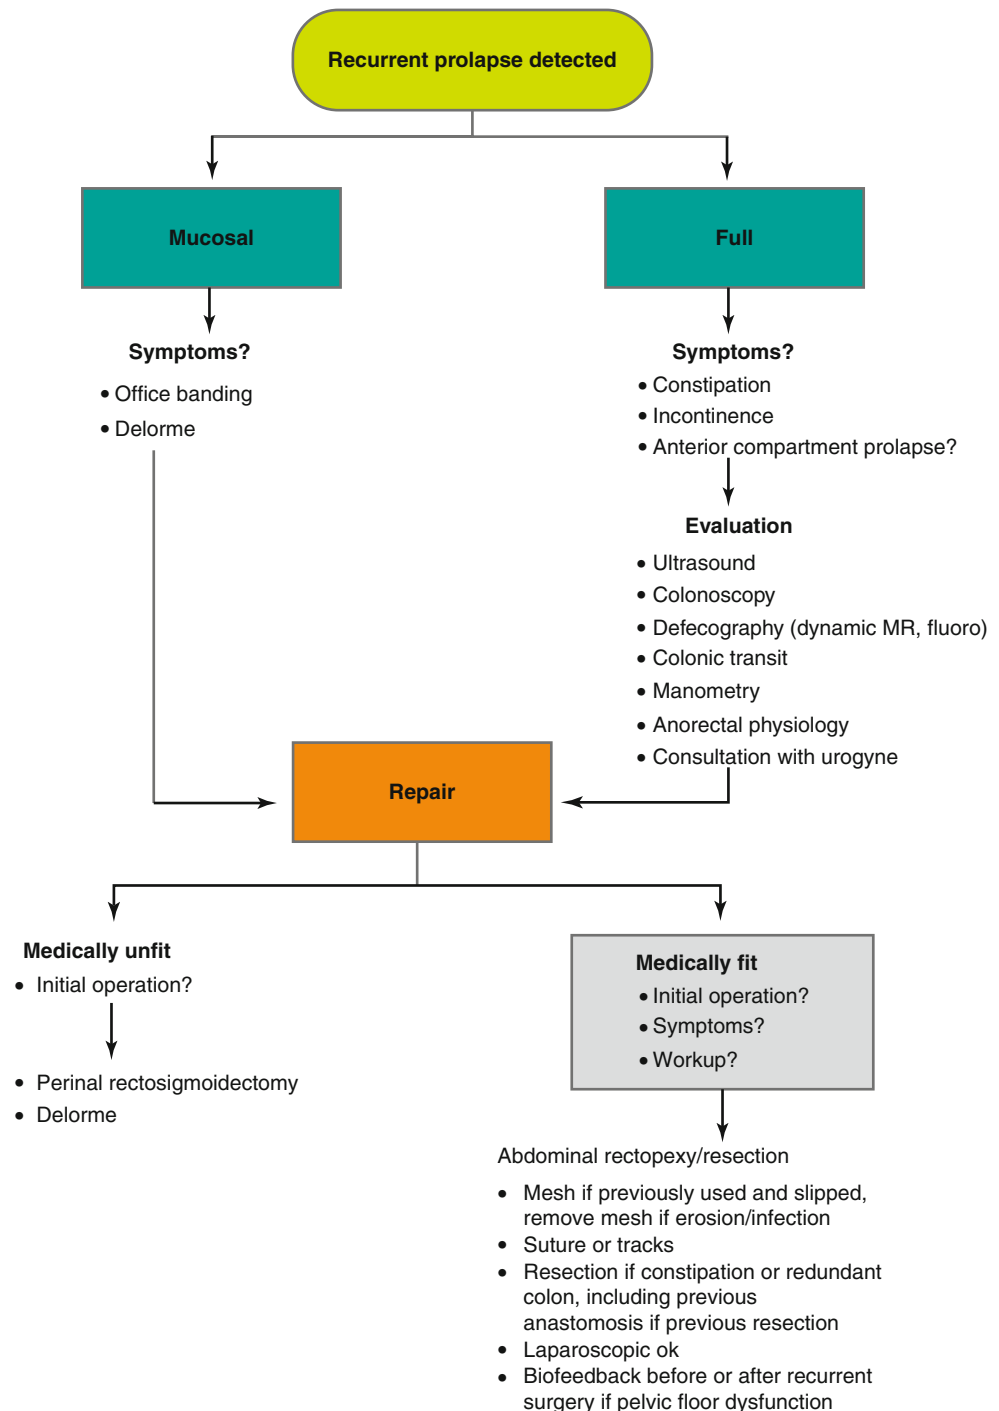 Recurrent prolapse detected
Mucosal
Full
Symptoms?
• Office banding
• Delorme
Symptoms?
• Constipation
• Incontinence
• Anterior compartment prolapse?
Evaluation
• Ultrasound
• Colonoscopy
• Defecography (dynamic MR, fluoro)
• Colonic transit
• Manometry
• Anorectal physiology
• Consultation with urogyne
Repair
Medically unfit
• Initial operation?
• Perinal rectosigmoidectomy
• Delorme
Medically fit
• Initial operation?
• Symptoms?
• Workup?
Abdominal rectopexy/resection
• Mesh if previously used and slipped,
remove mesh if erosion/infection
• Suture or tracks
• Resection if constipation or redundant
colon, including previous
anastomosis if previous resection
• Laparoscopic ok
• Biofeedback before or after recurrent
surgery if pelvic floor dysfunction